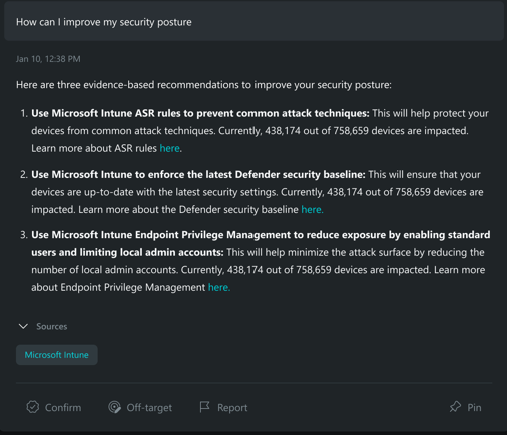 How can I improve my security posture
Jan 10, 12:38 PM
Here are three evidence-based recommendations to improve your security posture:
1. Use Microsoft Intune ASR rules to prevent common attack techniques: This will help protect your
devices from common attack techniques. Currently, 438,174 out of 758,659 devices are impacted.
Learn more about ASR rules here.
2. Use Microsoft Intune to enforce the latest Defender security baseline: This will ensure that your
devices are up-to-date with the latest security settings. Currently, 438,174 out of 758,659 devices are
impacted. Learn more about the Defender security baseline here.
3. Use Microsoft Intune Endpoint Privilege Management to reduce exposure by enabling standard
users and limiting local admin accounts: This will help minimize the attack surface by reducing the
number of local admin accounts. Currently, 438,174 out of 758,659 devices are impacted. Learn more
about Endpoint Privilege Management here.
Sources
Microsoft Intune
Confirm Off-target Report Pin